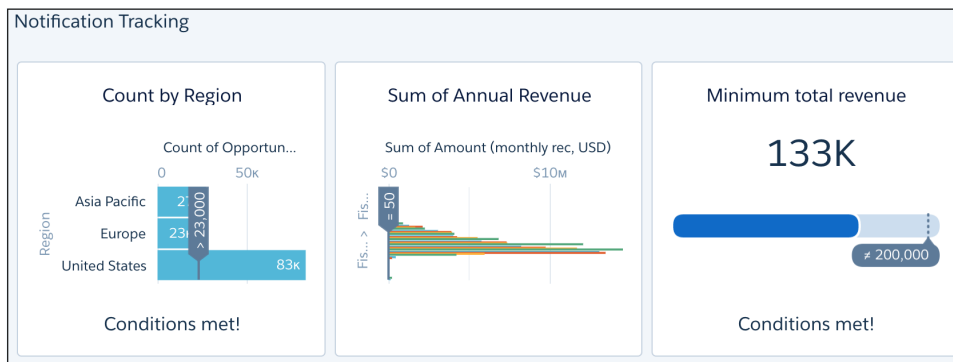 Notification Tracking
Count by Region
Count of Opportun...
0 50K
Region
Asia Pacific
Europe 23K
United States 83K
> 23,000
Conditions met!
Sum of Annual Revenue
Sum of Amount (monthly rec, USD)
$0 $10M
Fis... > Fis...
= 50
Minimum total revenue
133K
≠ 200,000
Conditions met!